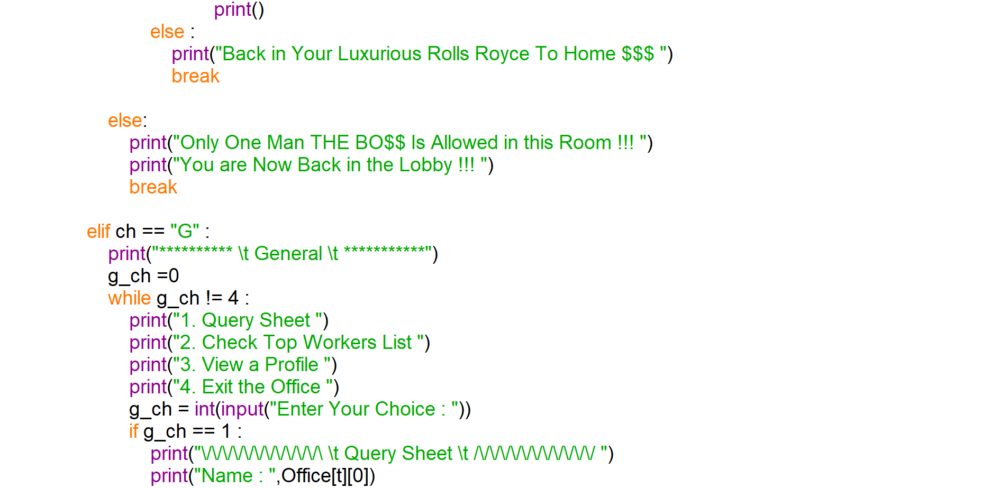 print()
else :
print("Back in Your Luxurious Rolls Royce To Home $$$ ")
break
else:
print("Only One Man THE BO$$ Is Allowed in this Room !!! ")
print("You are Now Back in the Lobby !!! ")
break
elif ch == "G" :
print("********** \t General \t ***********")
g_ch =0
while g_ch != 4 :
print("1. Query Sheet ")
print("2. Check Top Workers List ")
print("3. View a Profile ")
print("4. Exit the Office ")
g_ch = int(input("Enter Your Choice : "))
if g_ch == 1 :
print("\/\/\/\/\/\/\/\/\/\/\/\ \t Query Sheet \t /\/\/\/\/\/\/\/\/\/\/\/ ")
print("Name : ",Office[t][0])